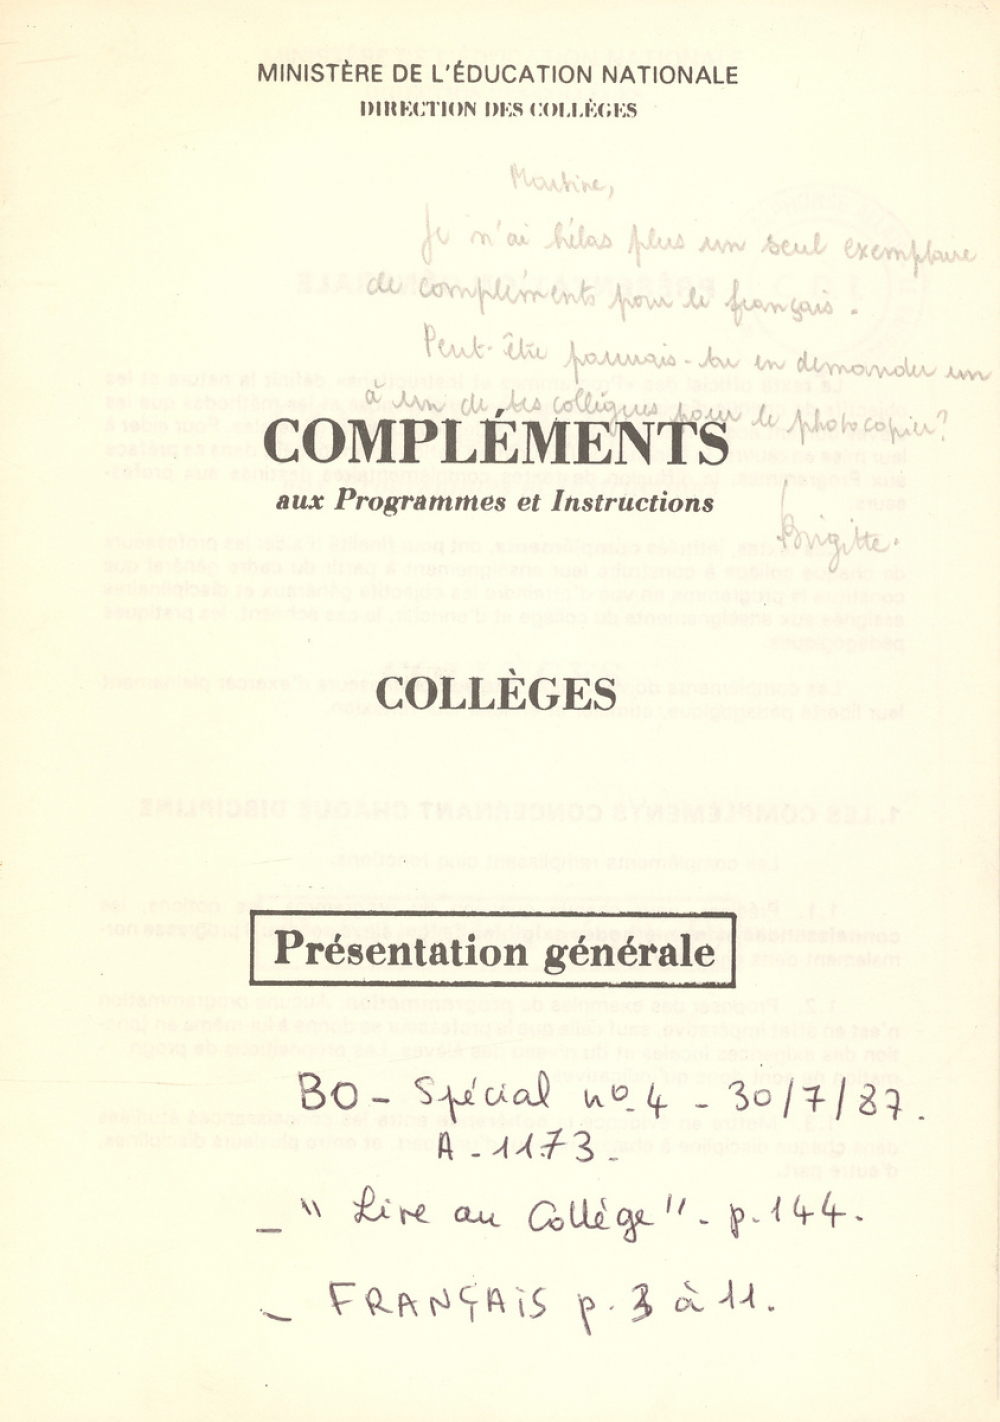 MINISTÈRE DE L'ÉDUCATION NATIONALE
DIRECTION DES COLLÈGES
Martine,
Je n'ai hélas plus un seul exemplaire
de compléments pour le français.
Peut-être pourrais-tu en demander un
à un de tes collègues pour le photocopier?
COMPLÉMENTS
aux Programmes et Instructions
Brigitte.
COLLÈGES
Présentation générale
BO - Spécial nº 4 - 30/7/87.
A - 1173 -
- " Lire au Collège" - p. 144.
- FRANÇAIS p. 3 à 11.